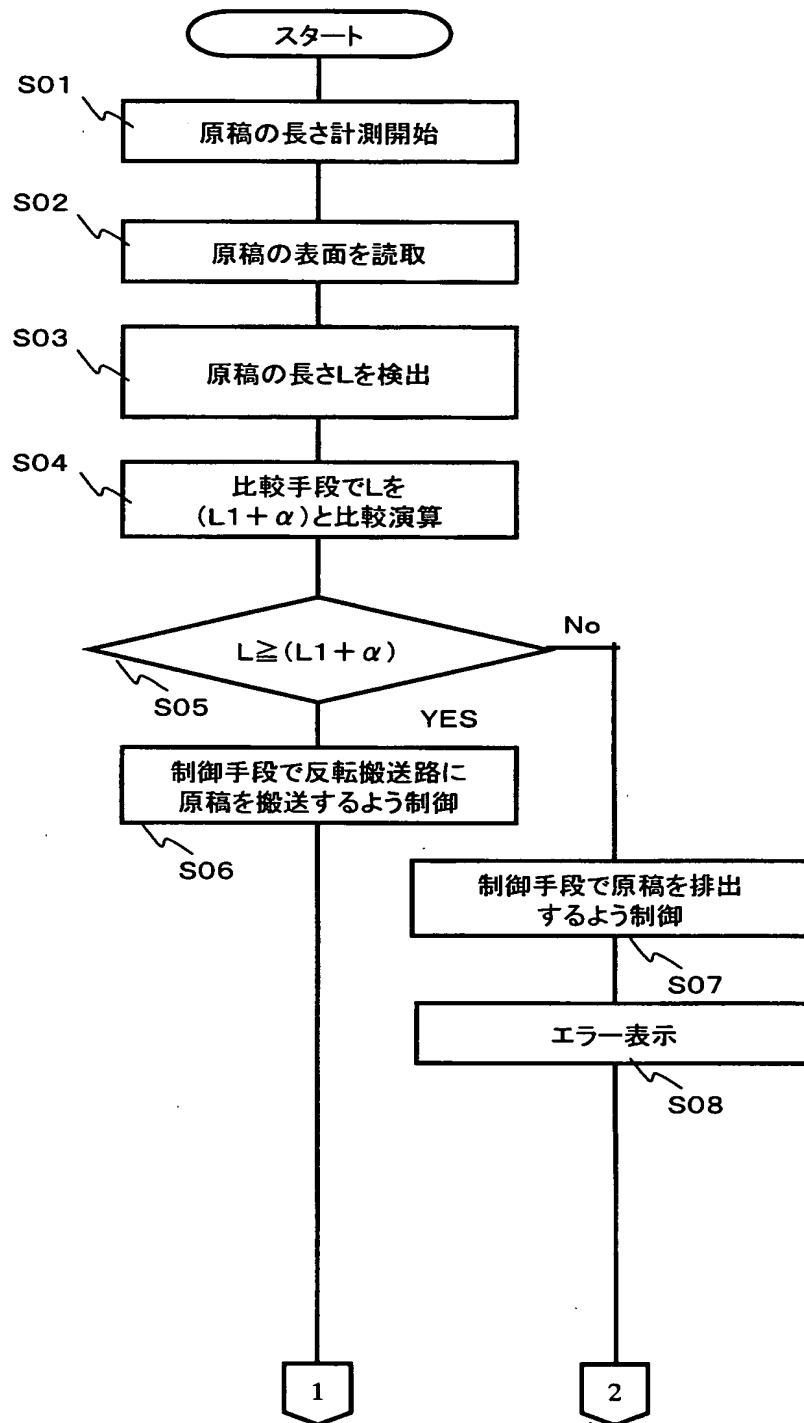 スタート
S01
原稿の長さ計測開始
S02
原稿の表面を読取
S03
原稿の長さLを検出
S04
比較手段でLを
(L1+α)と比較演算
L≧(L1+α)
No
S05
YES
制御手段で反転搬送路に
原稿を搬送するよう制御
S06
制御手段で原稿を排出
するよう制御
S07
エラー表示
S08
1
2